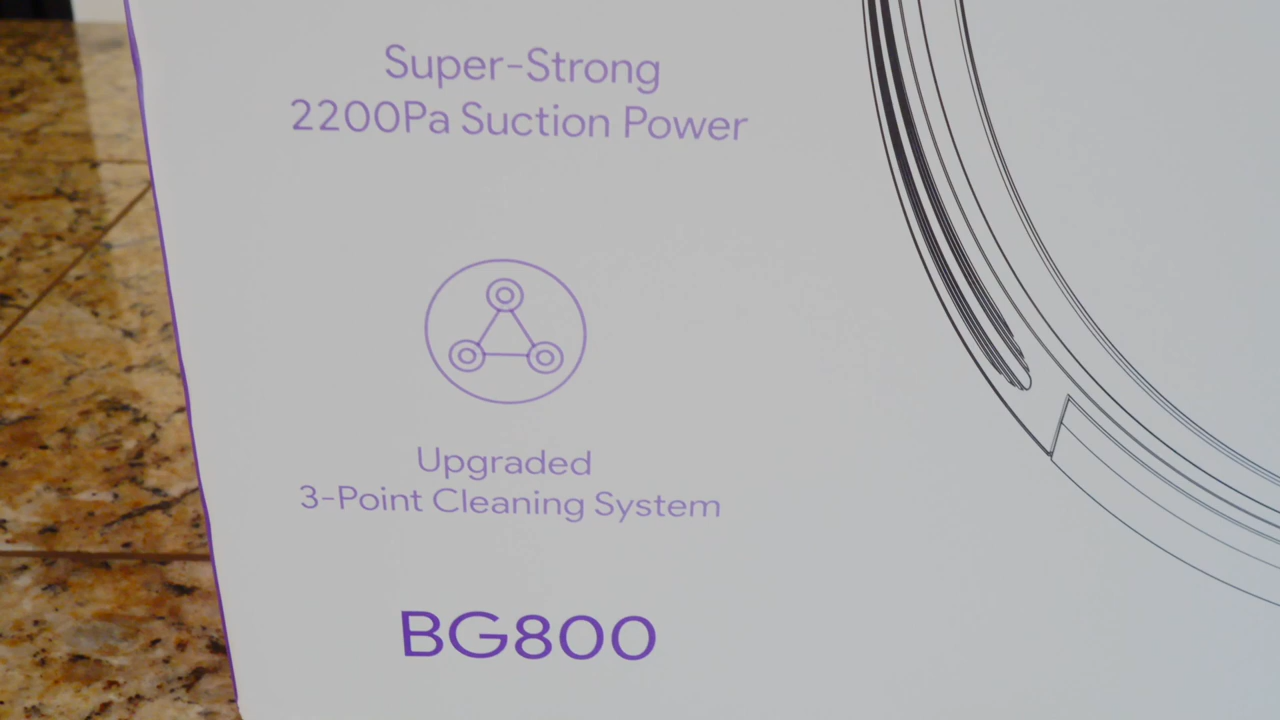 Super-Strong
2200Pa Suction Power
Upgraded
3-Point Cleaning System
BG800